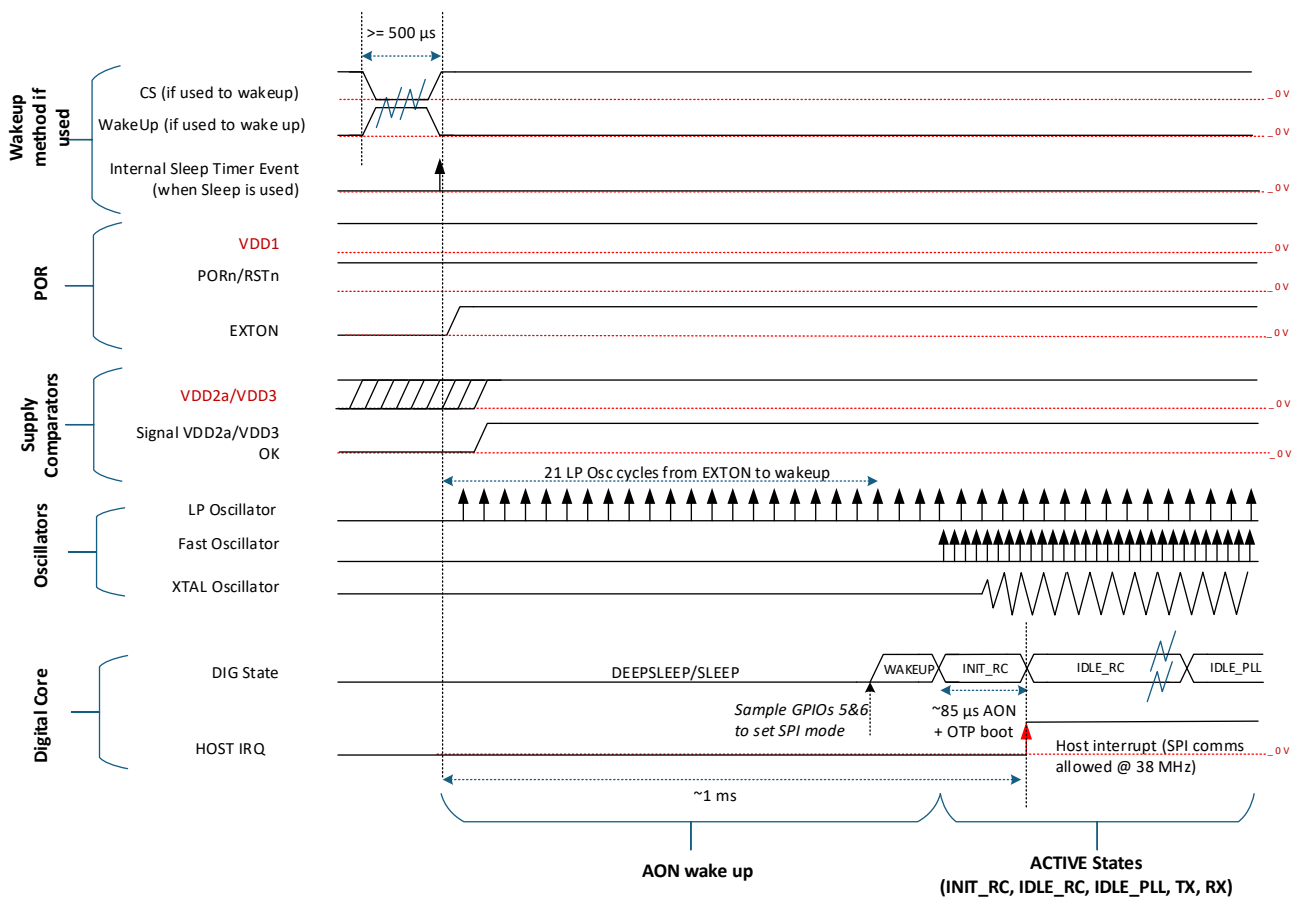 >= 500 µs
Wakeup
method if
used
CS (if used to wakeup)
_0 V
WakeUp (if used to wake up)
_0 V
Internal Sleep Timer Event
(when Sleep is used)
_0 V
POR
VDD1
_0 V
PORn/RSTn
_0 V
EXTON
_0 V
Supply
Comparators
VDD2a/VDD3
_0 V
Signal VDD2a/VDD3
OK
_0 V
21 LP Osc cycles from EXTON to wakeup
Oscillators
LP Oscillator
Fast Oscillator
XTAL Oscillator
Digital Core
DIG State
DEEPSLEEP/SLEEP
WAKEUP
INIT_RC
IDLE_RC
IDLE_PLL
Sample GPIOs 5&6
to set SPI mode
~85 µs AON
+ OTP boot
HOST IRQ
Host interrupt (SPI comms
allowed @ 38 MHz)
_0 V
~1 ms
AON wake up
ACTIVE States
(INIT_RC, IDLE_RC, IDLE_PLL, TX, RX)